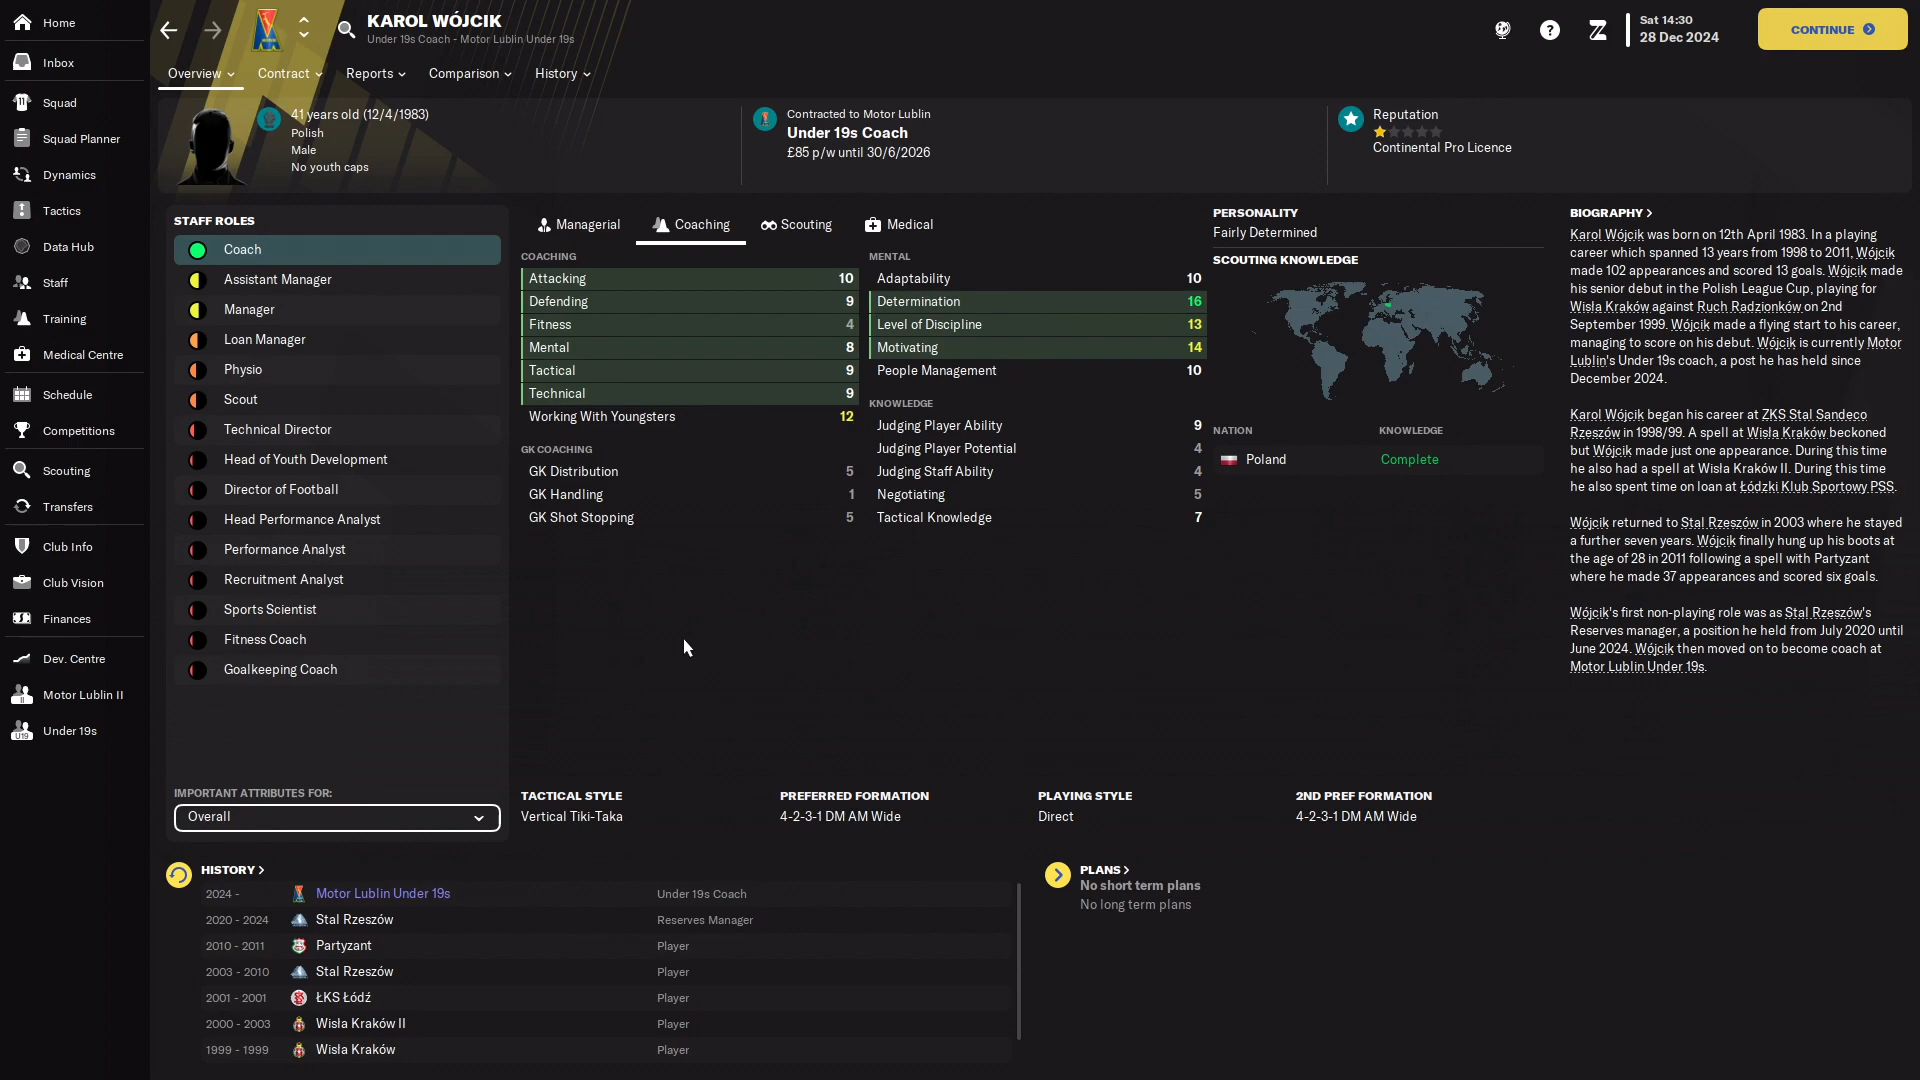 Home
Inbox
Squad
Squad Planner
Dynamics
Tactics
Data Hub
Staff
Training
Medical Centre
Schedule
Competitions
Scouting
Transfers
Club Info
Club Vision
Finances
Dev. Centre
Motor Lublin II
Under 19s
KAROL WÓJCIK
Under 19s Coach - Motor Lublin Under 19s
Sat 14:30
28 Dec 2024
CONTINUE
Overview
Contract
Reports
Comparison
History
41 years old (12/4/1983)
Polish
Male
No youth caps
Contracted to Motor Lublin
Under 19s Coach
£85 p/w until 30/6/2026
Reputation
Continental Pro Licence
STAFF ROLES
Coach
Assistant Manager
Manager
Loan Manager
Physio
Scout
Technical Director
Head of Youth Development
Director of Football
Head Performance Analyst
Performance Analyst
Recruitment Analyst
Sports Scientist
Fitness Coach
Goalkeeping Coach
IMPORTANT ATTRIBUTES FOR:
Overall
Managerial
Coaching
Scouting
Medical
COACHING
Attacking 10
Defending 9
Fitness 4
Mental 8
Tactical 9
Technical 9
Working With Youngsters 12
GK COACHING
GK Distribution 5
GK Handling 1
GK Shot Stopping 5
MENTAL
Adaptability 10
Determination 16
Level of Discipline 13
Motivating 14
People Management 10
KNOWLEDGE
Judging Player Ability 9
Judging Player Potential 4
Judging Staff Ability 4
Negotiating 5
Tactical Knowledge 7
PERSONALITY
Fairly Determined
SCOUTING KNOWLEDGE
NATION KNOWLEDGE
Poland Complete
BIOGRAPHY
Karol Wójcik was born on 12th April 1983. In a playing
career which spanned 13 years from 1998 to 2011, Wójcik
made 102 appearances and scored 13 goals. Wójcik made
his senior debut in the Polish League Cup, playing for
Wisła Kraków against Ruch Radzionków on 2nd
September 1999. Wójcik made a flying start to his career,
managing to score on his debut. Wójcik is currently Motor
Lublin's Under 19s coach, a post he has held since
December 2024.
Karol Wójcik began his career at ZKS Stal Sandeco
Rzeszów in 1998/99. A spell at Wisła Kraków beckoned
but Wójcik made just one appearance. During this time
he also had a spell at Wisła Kraków II. During this time
he also spent time on loan at Łódzki Klub Sportowy PSS.
Wójcik returned to Stal Rzeszów in 2003 where he stayed
a further seven years. Wójcik finally hung up his boots at
the age of 28 in 2011 following a spell with Partyzant
where he made 37 appearances and scored six goals.
Wójcik's first non-playing role was as Stal Rzeszów's
Reserves manager, a position he held from July 2020 until
June 2024. Wójcik then moved on to become coach at
Motor Lublin Under 19s.
TACTICAL STYLE
Vertical Tiki-Taka
PREFERRED FORMATION
4-2-3-1 DM AM Wide
PLAYING STYLE
Direct
2ND PREF FORMATION
4-2-3-1 DM AM Wide
HISTORY
2024 - Motor Lublin Under 19s Under 19s Coach
2020 - 2024 Stal Rzeszów Reserves Manager
2010 - 2011 Partyzant Player
2003 - 2010 Stal Rzeszów Player
2001 - 2001 ŁKS Łódź Player
2000 - 2003 Wisła Kraków II Player
1999 - 1999 Wisła Kraków Player
PLANS
No short term plans
No long term plans